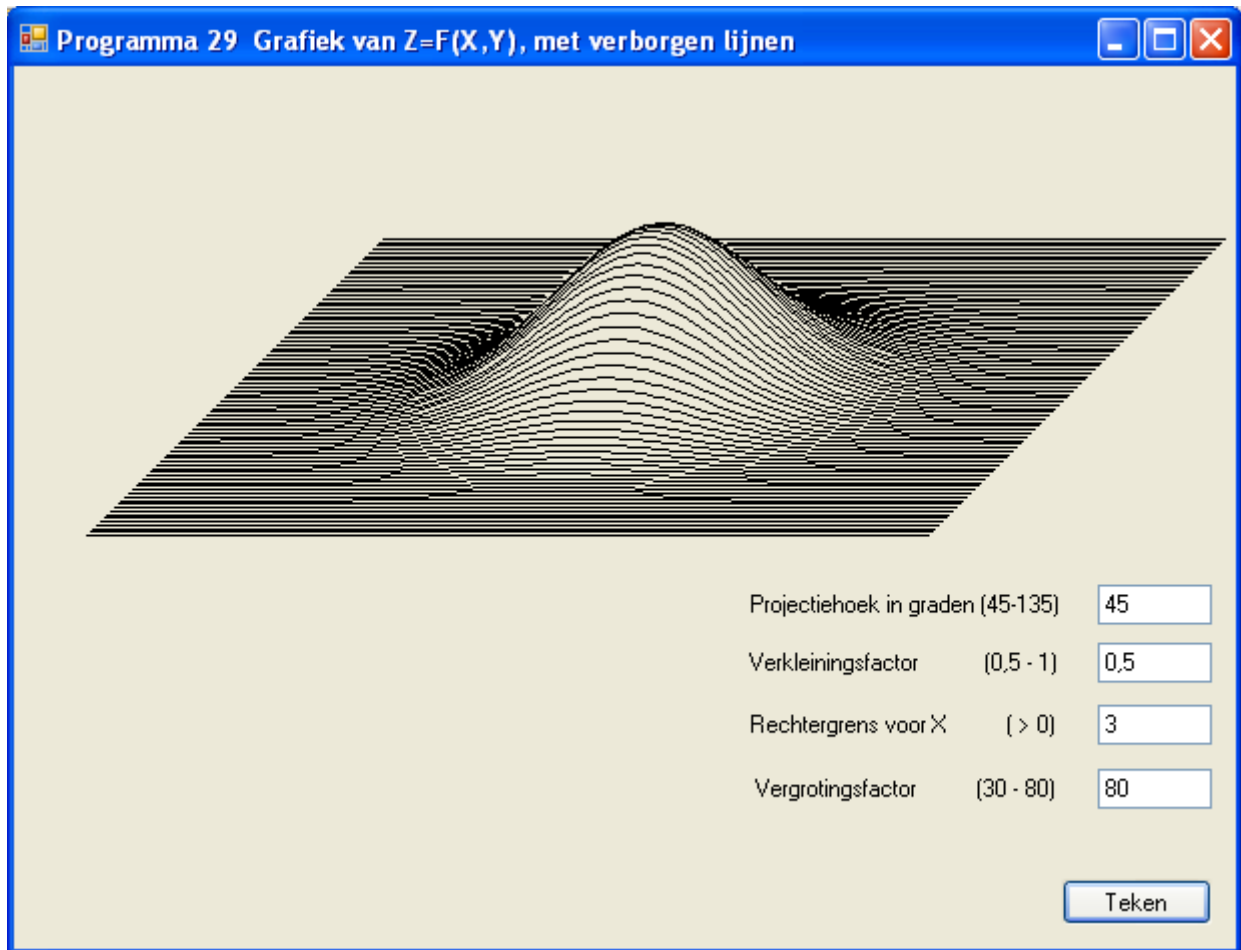 Programma 29 Grafiek van Z=F(X,Y), met verborgen lijnen
Projectiehoek in graden (45-135) 45
Verkleiningsfactor (0,5 - 1) 0,5
Rechtergrens voor X ( > 0) 3
Vergrotingsfactor (30 - 80) 80
Teken